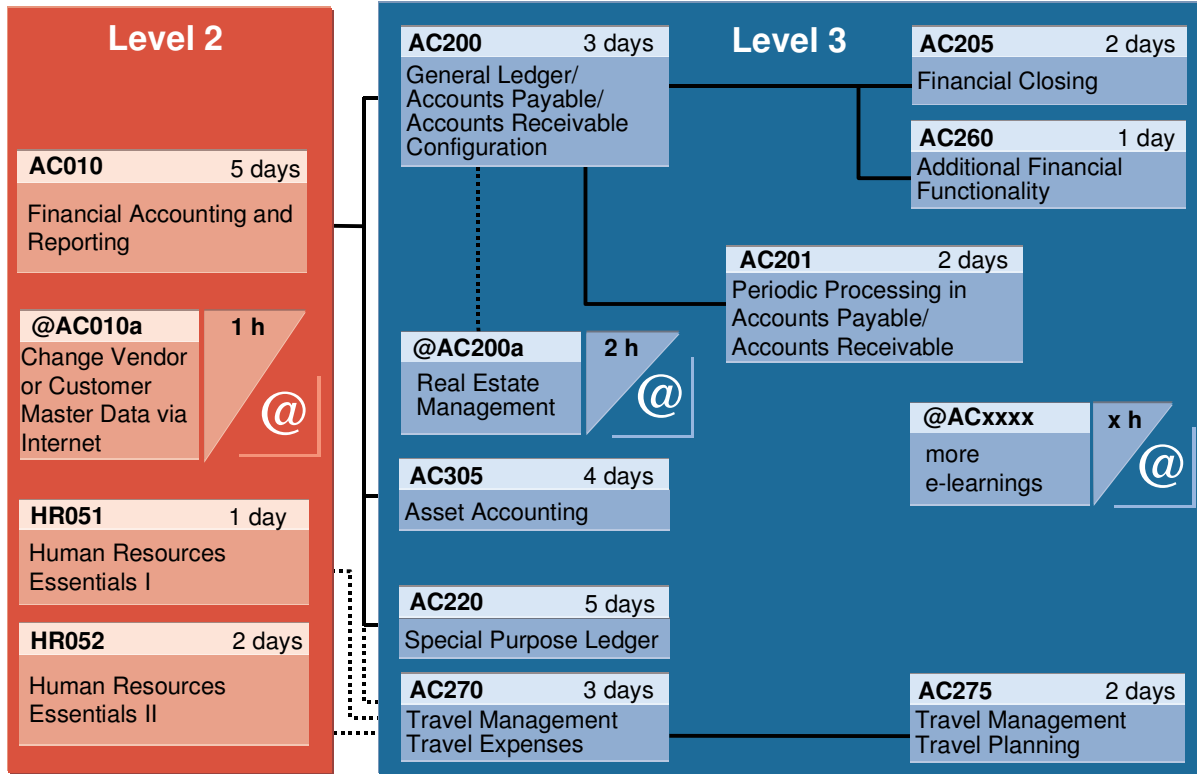 Level 2
AC010 5 days
Financial Accounting and
Reporting
@AC010a 1 h
Change Vendor
or Customer
Master Data via
Internet
@
HR051 1 day
Human Resources
Essentials I
HR052 2 days
Human Resources
Essentials II
Level 3
AC200 3 days
General Ledger/
Accounts Payable/
Accounts Receivable
Configuration
AC205 2 days
Financial Closing
AC260 1 day
Additional Financial
Functionality
AC201 2 days
Periodic Processing in
Accounts Payable/
Accounts Receivable
@AC200a 2 h
Real Estate
Management
@
@ACxxxx x h
more
e-learnings
@
AC305 4 days
Asset Accounting
AC220 5 days
Special Purpose Ledger
AC270 3 days
Travel Management
Travel Expenses
AC275 2 days
Travel Management
Travel Planning